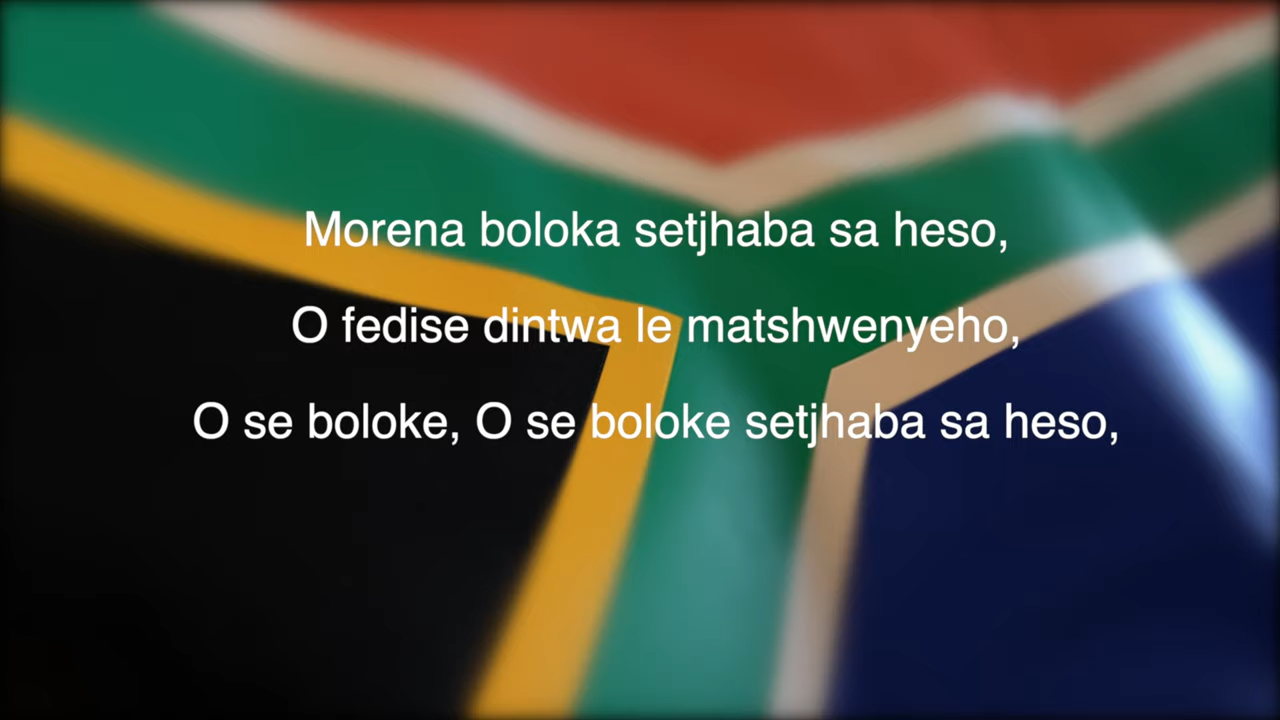 Morena boloka setjhaba sa heso,
O fedise dintwa le matshwenyeho,
O se boloke, O se boloke setjhaba sa heso,